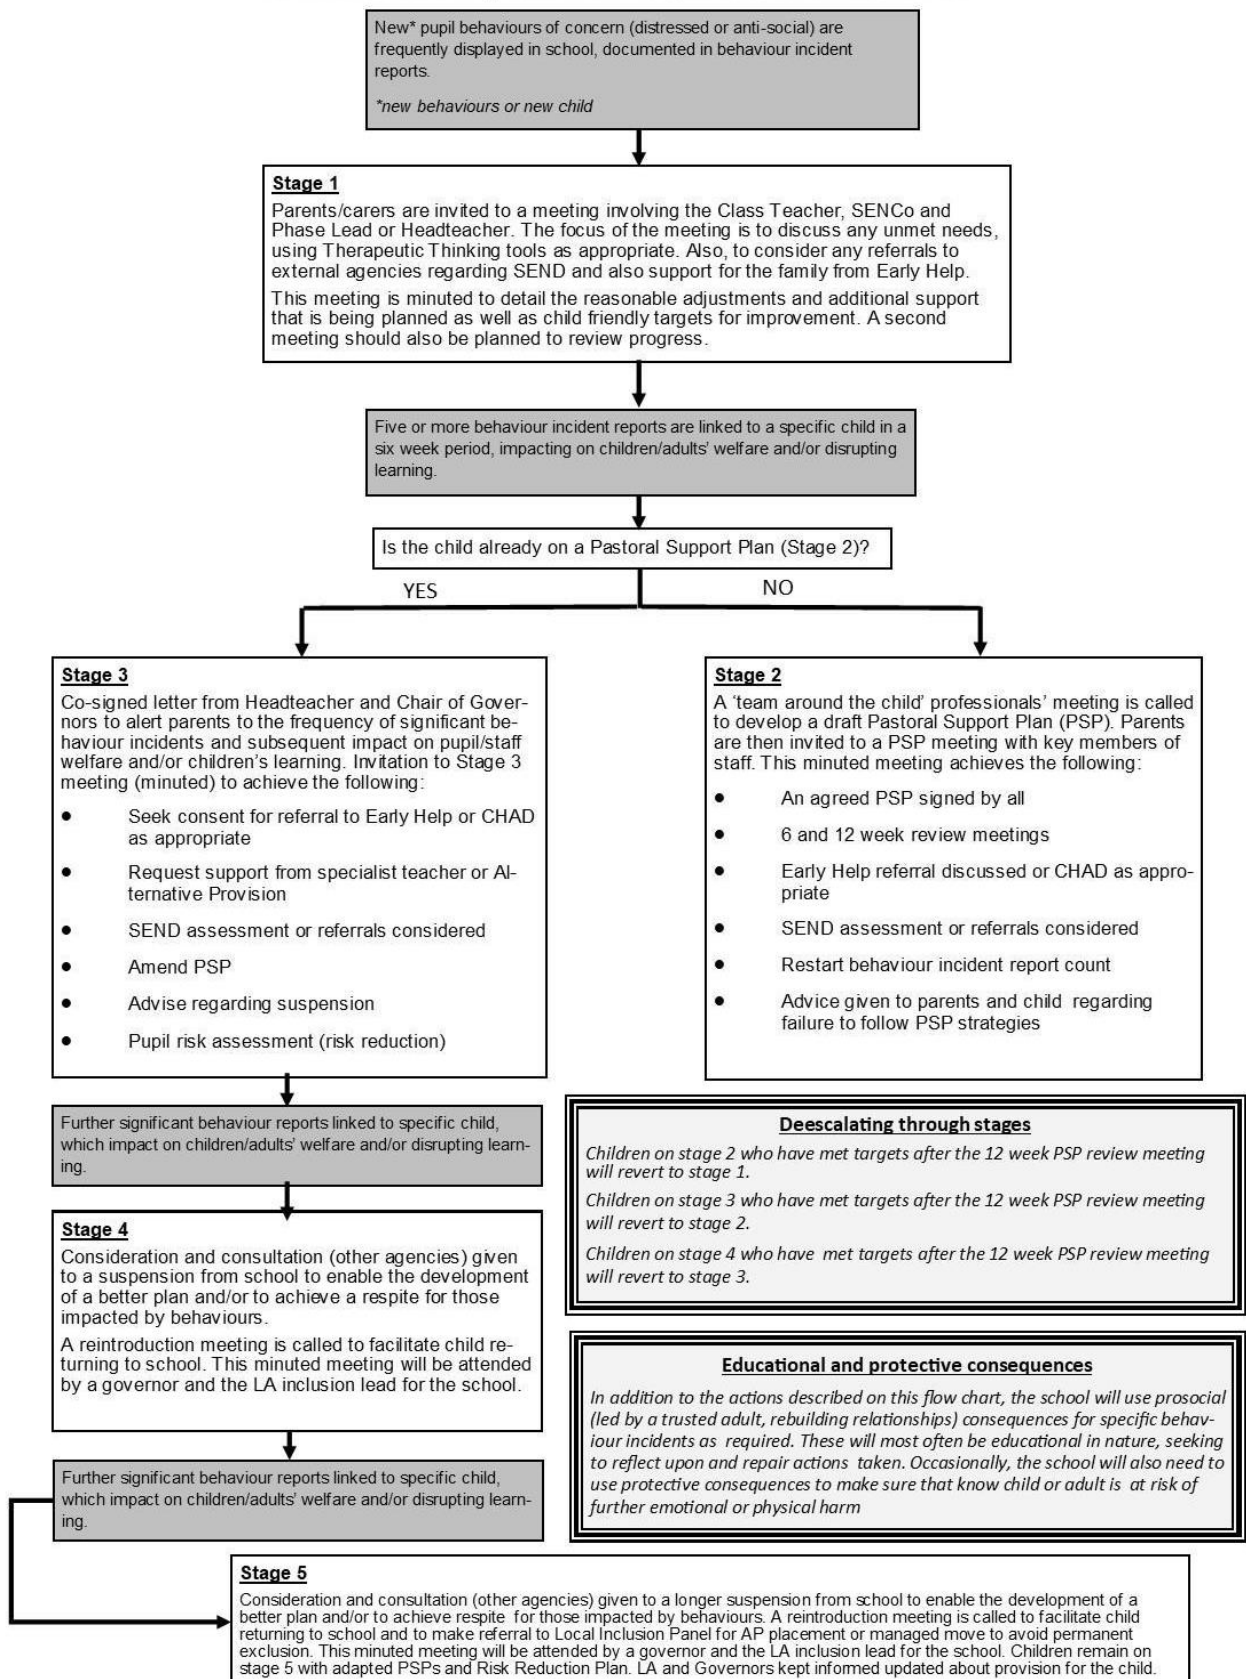 New* pupil behaviours of concern (distressed or anti-social) are
frequently displayed in school, documented in behaviour incident
reports.
*new behaviours or new child
Stage 1
Parents/carers are invited to a meeting involving the Class Teacher, SENCo and
Phase Lead or Headteacher. The focus of the meeting is to discuss any unmet needs,
using Therapeutic Thinking tools as appropriate. Also, to consider any referrals to
external agencies regarding SEND and also support for the family from Early Help.
This meeting is minuted to detail the reasonable adjustments and additional support
that is being planned as well as child friendly targets for improvement. A second
meeting should also be planned to review progress.
Five or more behaviour incident reports are linked to a specific child in a
six week period, impacting on children/adults' welfare and/or disrupting
learning.
Is the child already on a Pastoral Support Plan (Stage 2)?
YES
NO
Stage 3
Co-signed letter from Headteacher and Chair of Gover-
nors to alert parents to the frequency of significant be-
haviour incidents and subsequent impact on pupil/staff
welfare and/or children's learning. Invitation to Stage 3
meeting (minuted) to achieve the following:
● Seek consent for referral to Early Help or CHAD
as appropriate
● Request support from specialist teacher or Al-
ternative Provision
● SEND assessment or referrals considered
● Amend PSP
● Advise regarding suspension
● Pupil risk assessment (risk reduction)
Stage 2
A 'team around the child' professionals' meeting is called
to develop a draft Pastoral Support Plan (PSP). Parents
are then invited to a PSP meeting with key members of
staff. This minuted meeting achieves the following:
● An agreed PSP signed by all
● 6 and 12 week review meetings
● Early Help referral discussed or CHAD as appro-
priate
● SEND assessment or referrals considered
● Restart behaviour incident report count
● Advice given to parents and child regarding
failure to follow PSP strategies
Further significant behaviour reports linked to specific child,
which impact on children/adults' welfare and/or disrupting learn-
ing.
Stage 4
Consideration and consultation (other agencies) given
to a suspension from school to enable the development
of a better plan and/or to achieve a respite for those
impacted by behaviours.
A reintroduction meeting is called to facilitate child re-
turning to school. This minuted meeting will be attended
by a governor and the LA inclusion lead for the school.
Deescalating through stages
Children on stage 2 who have met targets after the 12 week PSP review meeting
will revert to stage 1.
Children on stage 3 who have met targets after the 12 week PSP review meeting
will revert to stage 2.
Children on stage 4 who have met targets after the 12 week PSP review meeting
will revert to stage 3.
Educational and protective consequences
In addition to the actions described on this flow chart, the school will use prosocial
(led by a trusted adult, rebuilding relationships) consequences for specific behav-
iour incidents as required. These will most often be educational in nature, seeking
to reflect upon and repair actions taken. Occasionally, the school will also need to
use protective consequences to make sure that know child or adult is at risk of
further emotional or physical harm
Further significant behaviour reports linked to specific child,
which impact on children/adults' welfare and/or disrupting learn-
ing.
Stage 5
Consideration and consultation (other agencies) given to a longer suspension from school to enable the development of a
better plan and/or to achieve respite for those impacted by behaviours. A reintroduction meeting is called to facilitate child
returning to school and to make referral to Local Inclusion Panel for AP placement or managed move to avoid permanent
exclusion. This minuted meeting will be attended by a governor and the LA inclusion lead for the school. Children remain on
stage 5 with adapted PSPs and Risk Reduction Plan. LA and Governors kept informed updated about provision for the child.